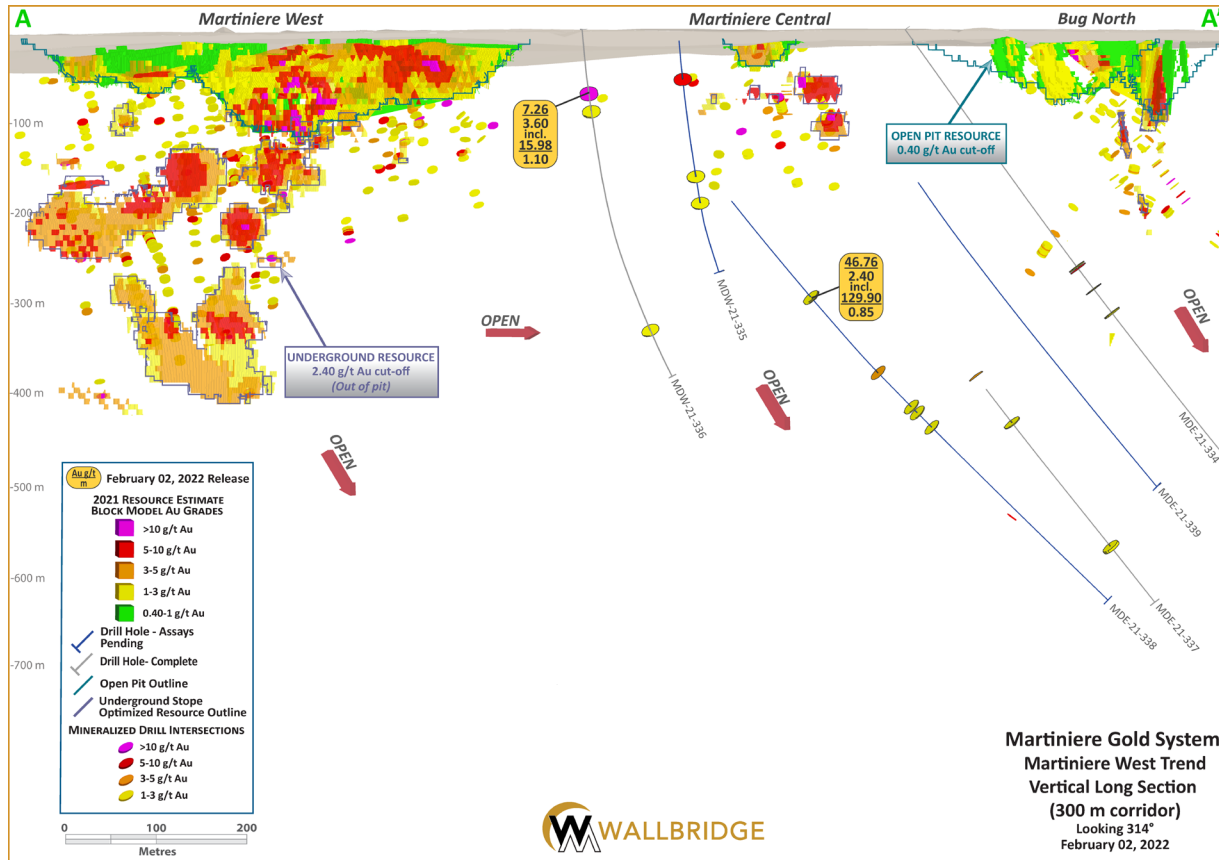 A
Martiniere West
Martiniere Central
Bug North
A'
-100 m
-200 m
-300 m
-400 m
-500 m
-600 m
-700 m
7.26
3.60
incl.
15.98
1.10
OPEN PIT RESOURCE
0.40 g/t Au cut-off
46.76
2.40
incl.
129.90
0.85
UNDERGROUND RESOURCE
2.40 g/t Au cut-off
(Out of pit)
OPEN
OPEN
OPEN
OPEN
MDW-21-335
MDW-21-336
MDE-21-334
MDE-21-339
MDE-21-337
MDE-21-338
Au g/t
m
February 02, 2022 Release
2021 RESOURCE ESTIMATE
BLOCK MODEL AU GRADES
>10 g/t Au
5-10 g/t Au
3-5 g/t Au
1-3 g/t Au
0.40-1 g/t Au
Drill Hole - Assays
Pending
Drill Hole- Complete
Open Pit Outline
Underground Stope
Optimized Resource Outline
MINERALIZED DRILL INTERSECTIONS
>10 g/t Au
5-10 g/t Au
3-5 g/t Au
1-3 g/t Au
0 100 200
Metres
WALLBRIDGE
Martiniere Gold System
Martiniere West Trend
Vertical Long Section
(300 m corridor)
Looking 314°
February 02, 2022